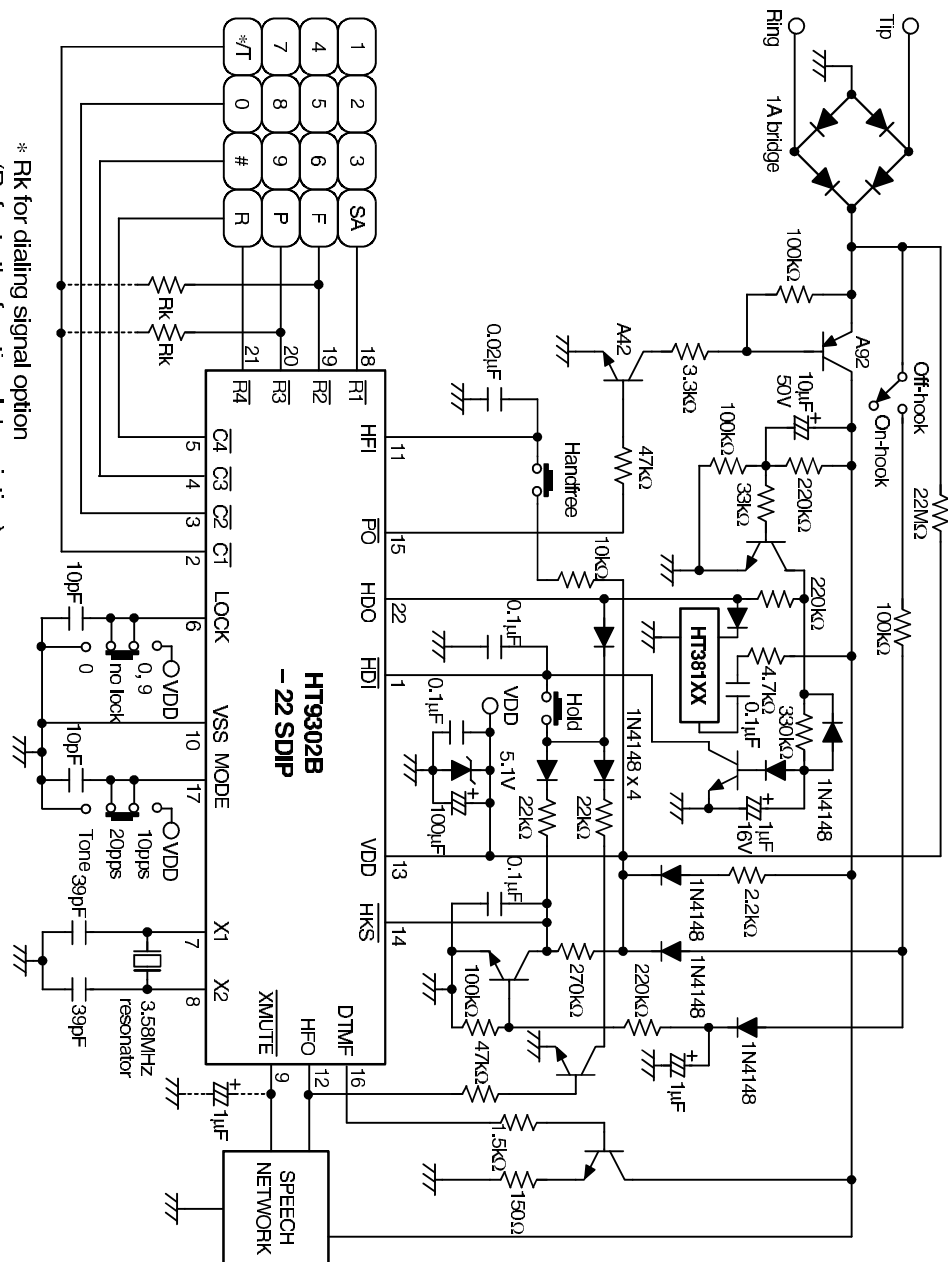 Tip
Ring
1A bridge
Off-hook
On-hook
22MΩ
100kΩ
A92
100kΩ
3.3kΩ
A42
47kΩ
10μF
50V
220kΩ
100kΩ
33kΩ
220kΩ
HT381XX
4.7kΩ
0.1μF
330kΩ
1N4148
1μF
16V
2.2kΩ
1N4148
1N4148
1N4148
1μF
220kΩ
270kΩ
100kΩ
47kΩ
1.5kΩ
150Ω
0.02μF
Handfree
10kΩ
0.1μF
Hold
1N4148 x 4
22kΩ
22kΩ
VDD
5.1V
0.1μF
100μF
0.1μF
1 2 3 SA
4 5 6 F
7 8 9 P
*/T 0 # R
Rk
Rk
18 R1
19 R2
20 R3
21 R4
5 C4
4 C3
3 C2
2 C1
11 HFI
15 PO
22 HDO
1 HDI
13 VDD
14 HKS
HT9302B
– 22 SDIP
LOCK 6
VSS 10
MODE 17
X1 7
X2 8
XMUTE 9
HFO 12
DTMF 16
10pF
VDD
0, 9
no lock
0
10pF
VDD
10pps
20pps
Tone
39pF
39pF
3.58MHz
resonator
1μF
SPEECH
NETWORK
* Rk for dialing signal option